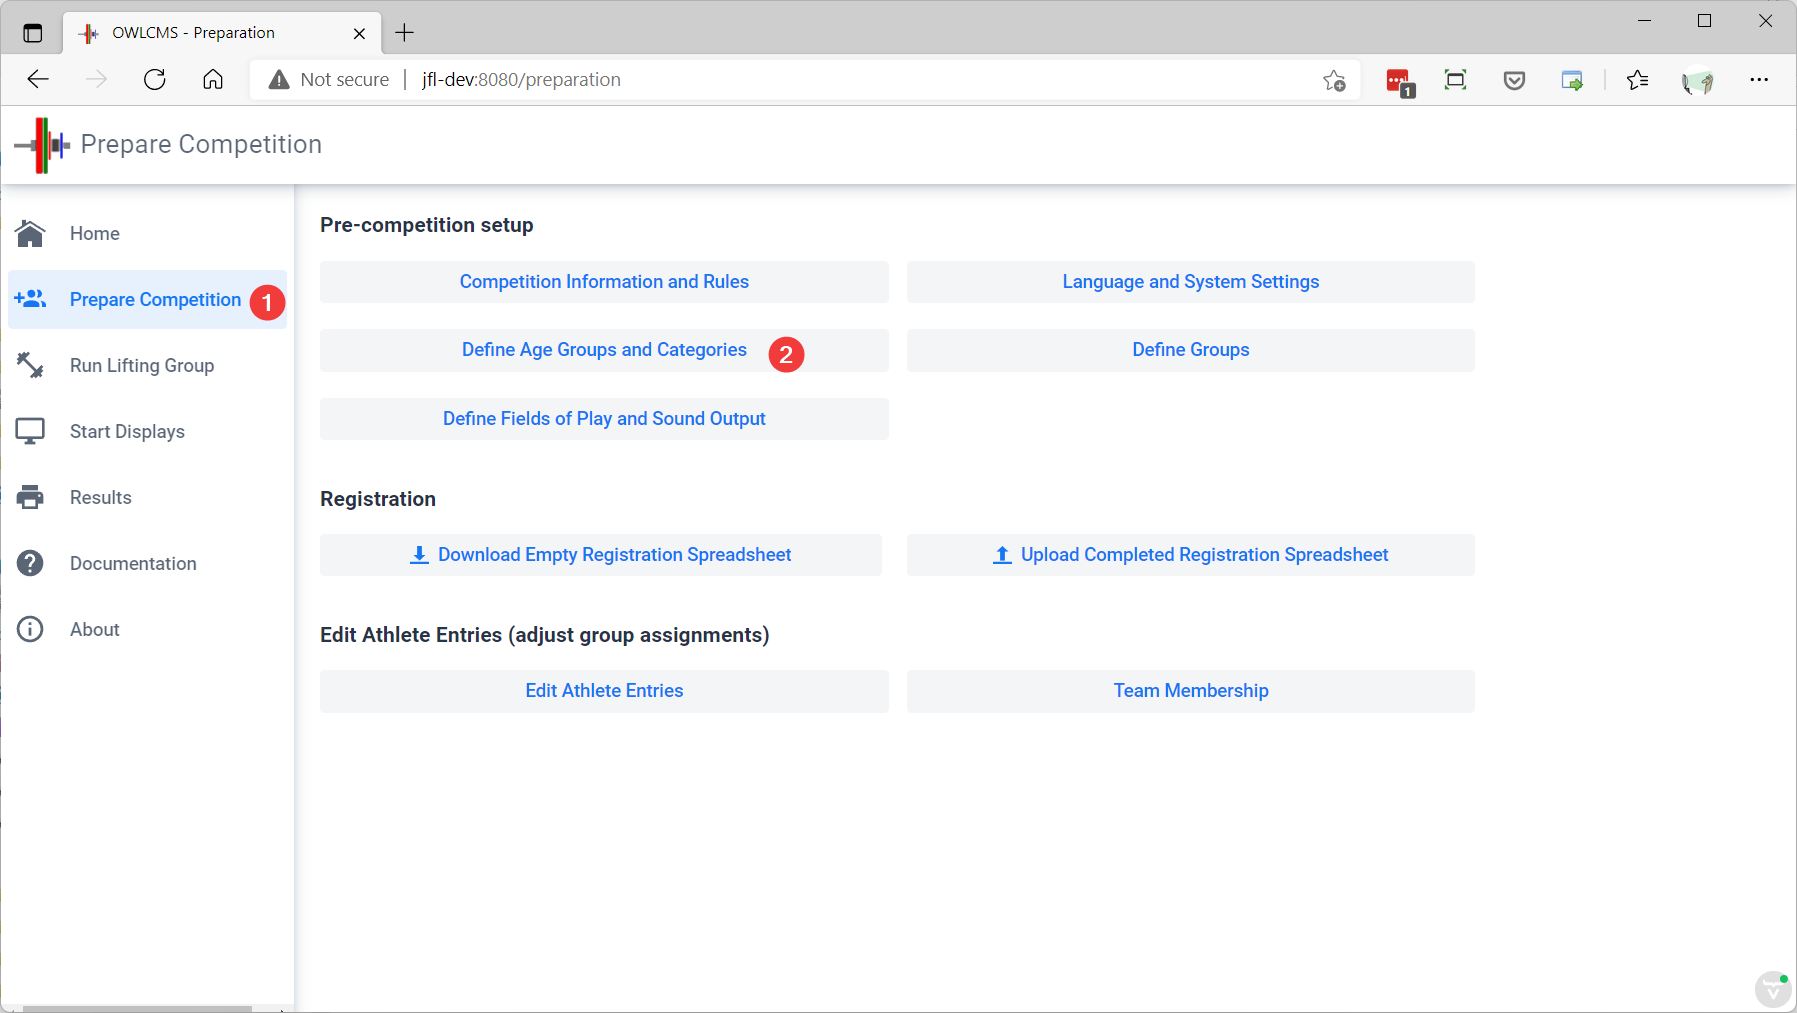 OWLCMS - Preparation
Not secure | jfl-dev:8080/preparation
1
Prepare Competition
Home
Prepare Competition 1
Run Lifting Group
Start Displays
Results
Documentation
About
Pre-competition setup
Competition Information and Rules
Language and System Settings
Define Age Groups and Categories 2
Define Groups
Define Fields of Play and Sound Output
Registration
Download Empty Registration Spreadsheet
Upload Completed Registration Spreadsheet
Edit Athlete Entries (adjust group assignments)
Edit Athlete Entries
Team Membership